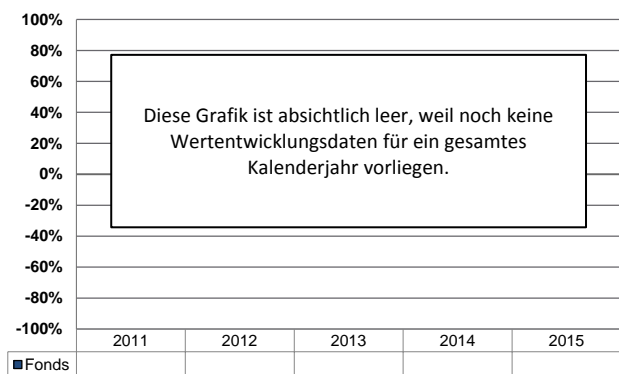 100%
80%
60%
40%
20%
0%
-20%
-40%
-60%
-80%
-100%
Diese Grafik ist absichtlich leer, weil noch keine
Wertentwicklungsdaten für ein gesamtes
Kalenderjahr vorliegen.
2011 2012 2013 2014 2015
Fonds